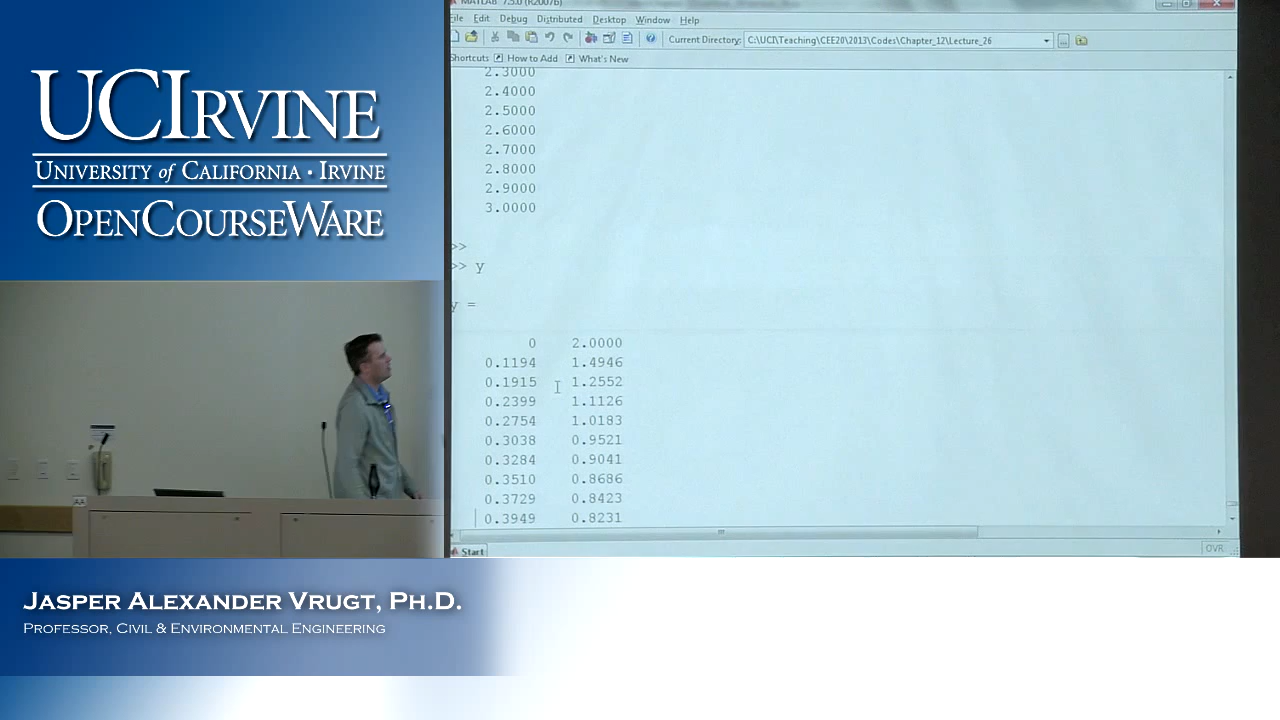 UCIRVINE
UNIVERSITY of CALIFORNIA · IRVINE
OPENCOURSEWARE
MATLAB 7.5.0 (R2007b)
File Edit Debug Distributed Desktop Window Help
Current Directory: C:\UCI\Teaching\CEE20\2013\Codes\Chapter_12\Lecture_26
Shortcuts How to Add What's New
2.3000
2.4000
2.5000
2.6000
2.7000
2.8000
2.9000
3.0000
>>
>> y
y =
0 2.0000
0.1194 1.4946
0.1915 1.2552
0.2399 1.1126
0.2754 1.0183
0.3038 0.9521
0.3284 0.9041
0.3510 0.8686
0.3729 0.8423
0.3949 0.8231
Start
OVR
JASPER ALEXANDER VRUGT, PH.D.
PROFESSOR, CIVIL & ENVIRONMENTAL ENGINEERING